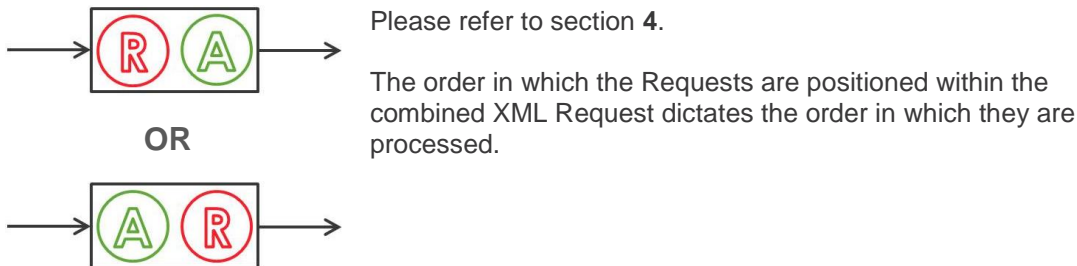 R A
Please refer to section 4.
The order in which the Requests are positioned within the
combined XML Request dictates the order in which they are
processed.
OR
A R